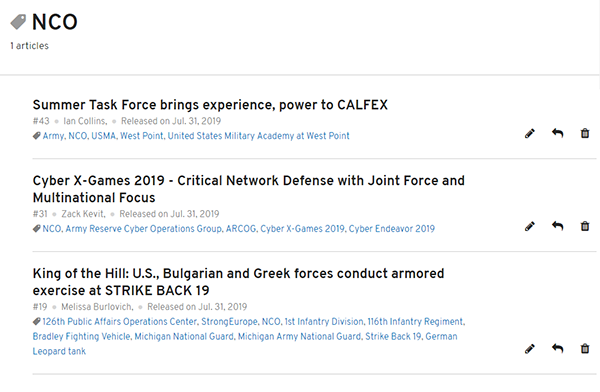 NCO
1 articles
Summer Task Force brings experience, power to CALFEX
#43 • Ian Collins, • Released on Jul. 31, 2019
Army, NCO, USMA, West Point, United States Military Academy at West Point
Cyber X-Games 2019 - Critical Network Defense with Joint Force and
Multinational Focus
#31 • Zack Kevit, • Released on Jul. 31, 2019
NCO, Army Reserve Cyber Operations Group, ARCOG, Cyber X-Games 2019, Cyber Endeavor 2019
King of the Hill: U.S., Bulgarian and Greek forces conduct armored
exercise at STRIKE BACK 19
#19 • Melissa Burlovich, • Released on Jul. 31, 2019
126th Public Affairs Operations Center, StrongEurope, NCO, 1st Infantry Division, 116th Infantry Regiment,
Bradley Fighting Vehicle, Michigan National Guard, Michigan Army National Guard, Strike Back 19, German
Leopard tank